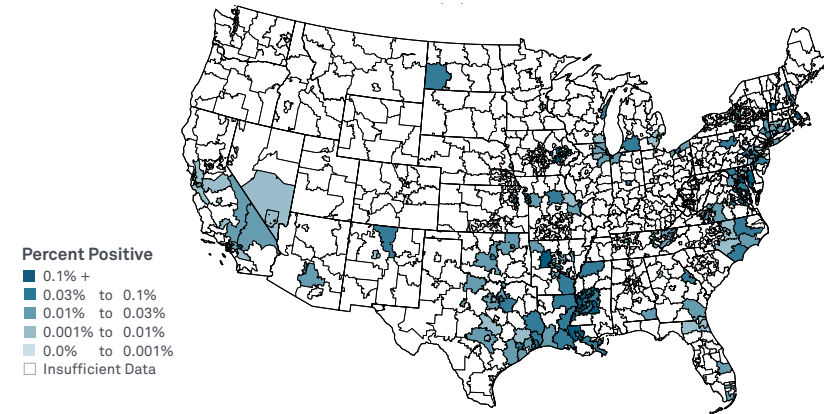 Percent Positive
0.1% +
0.03% to 0.1%
0.01% to 0.03%
0.001% to 0.01%
0.0% to 0.001%
Insufficient Data